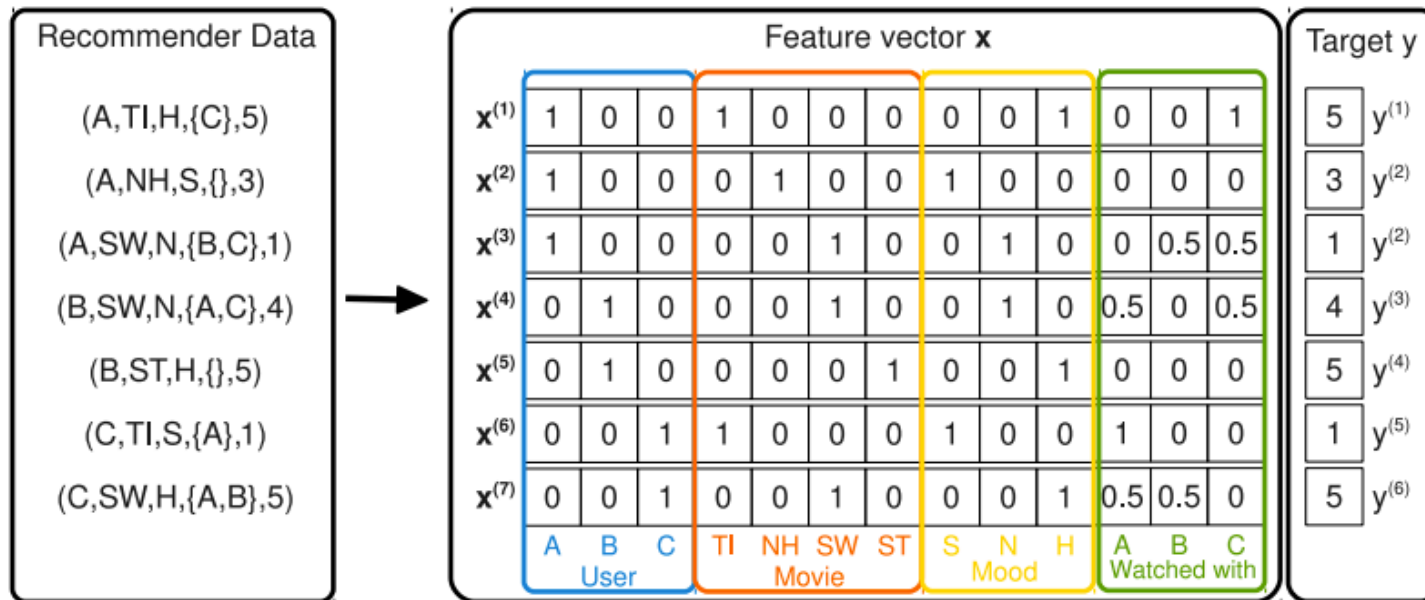 Recommender Data
(A,TI,H,{C},5)
(A,NH,S,{},3)
(A,SW,N,{B,C},1)
(B,SW,N,{A,C},4)
(B,ST,H,{},5)
(C,TI,S,{A},1)
(C,SW,H,{A,B},5)
Feature vector x
x(1) 1 0 0 1 0 0 0 0 0 1 0 0 1
x(2) 1 0 0 0 1 0 0 1 0 0 0 0 0
x(3) 1 0 0 0 0 1 0 0 1 0 0 0.5 0.5
x(4) 0 1 0 0 0 1 0 0 1 0 0.5 0 0.5
x(5) 0 1 0 0 0 0 1 0 0 1 0 0 0
x(6) 0 0 1 1 0 0 0 1 0 0 1 0 0
x(7) 0 0 1 0 0 1 0 0 0 1 0.5 0.5 0
A B C TI NH SW ST S N H A B C
User Movie Mood Watched with
Target y
5 y(1)
3 y(2)
1 y(2)
4 y(3)
5 y(4)
1 y(5)
5 y(6)